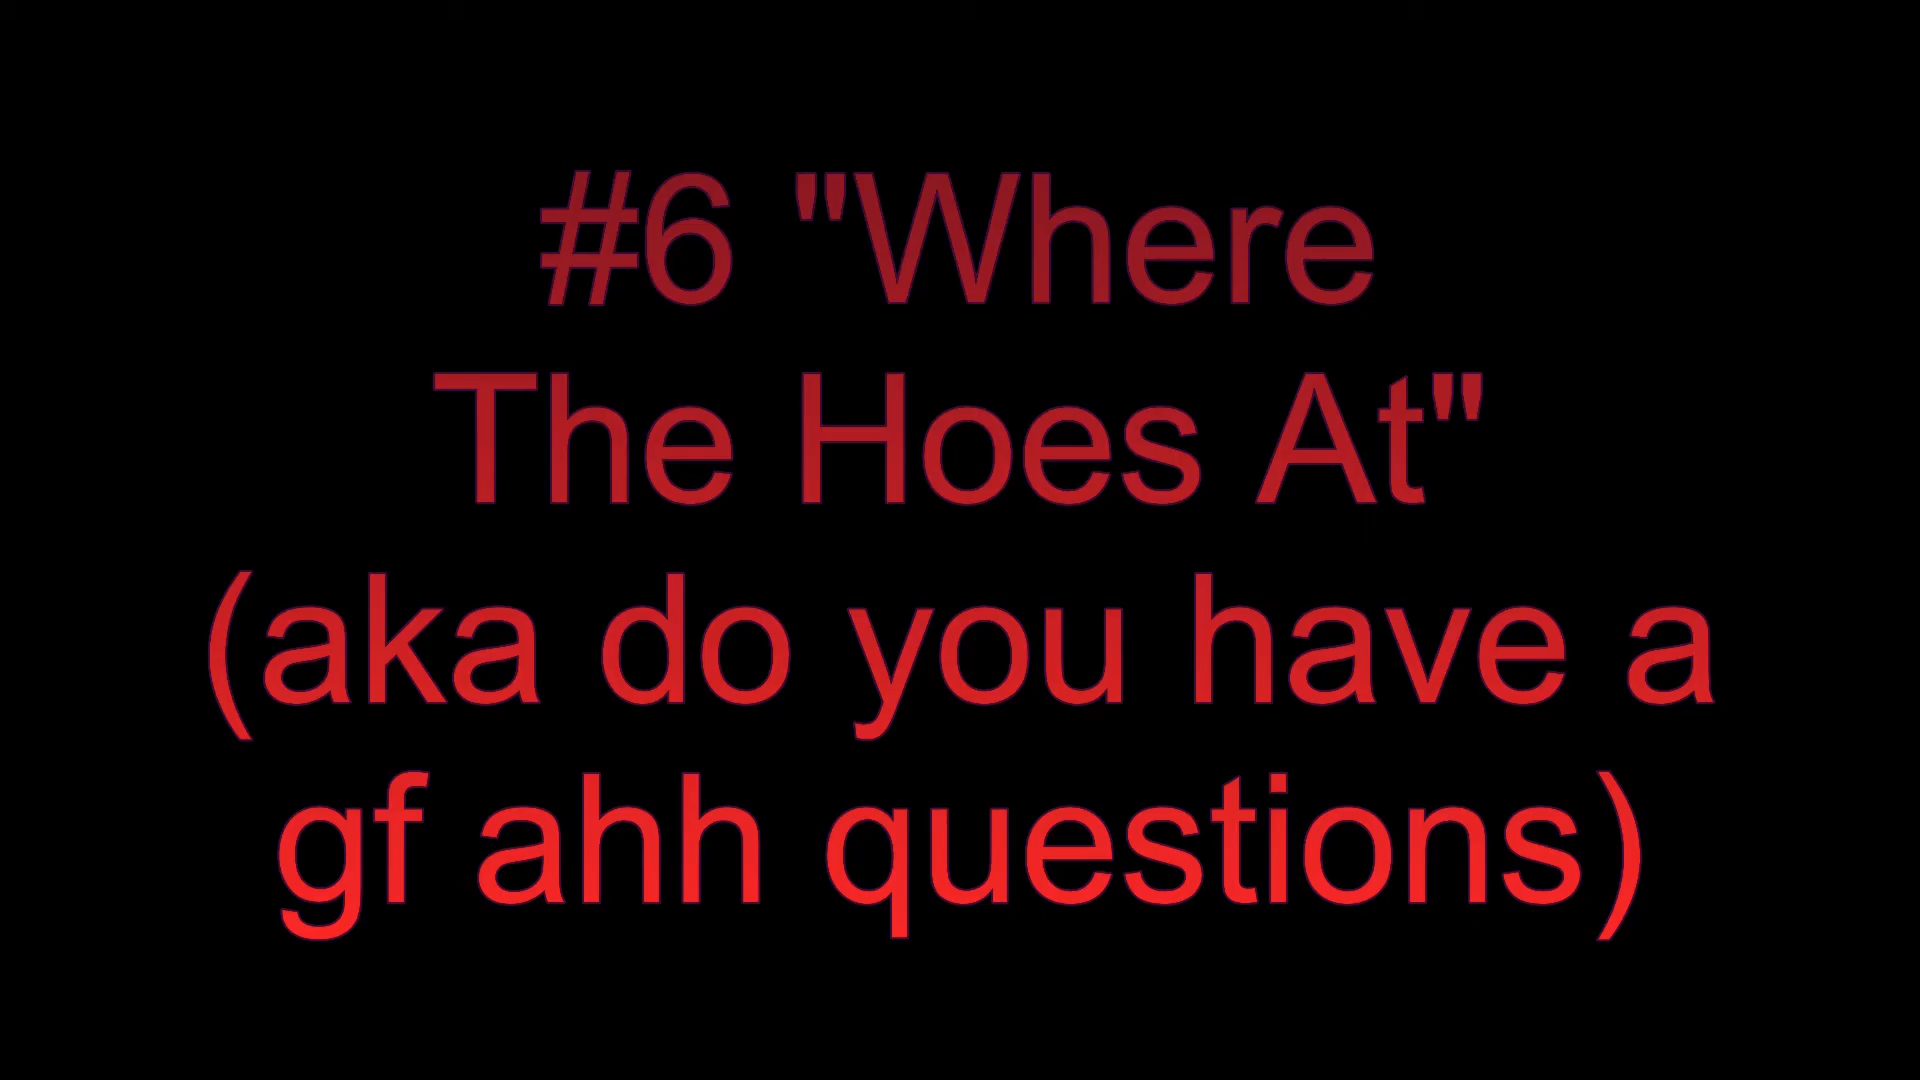 #6 "Where
The Hoes At"
(aka do you have a
gf ahh questions)